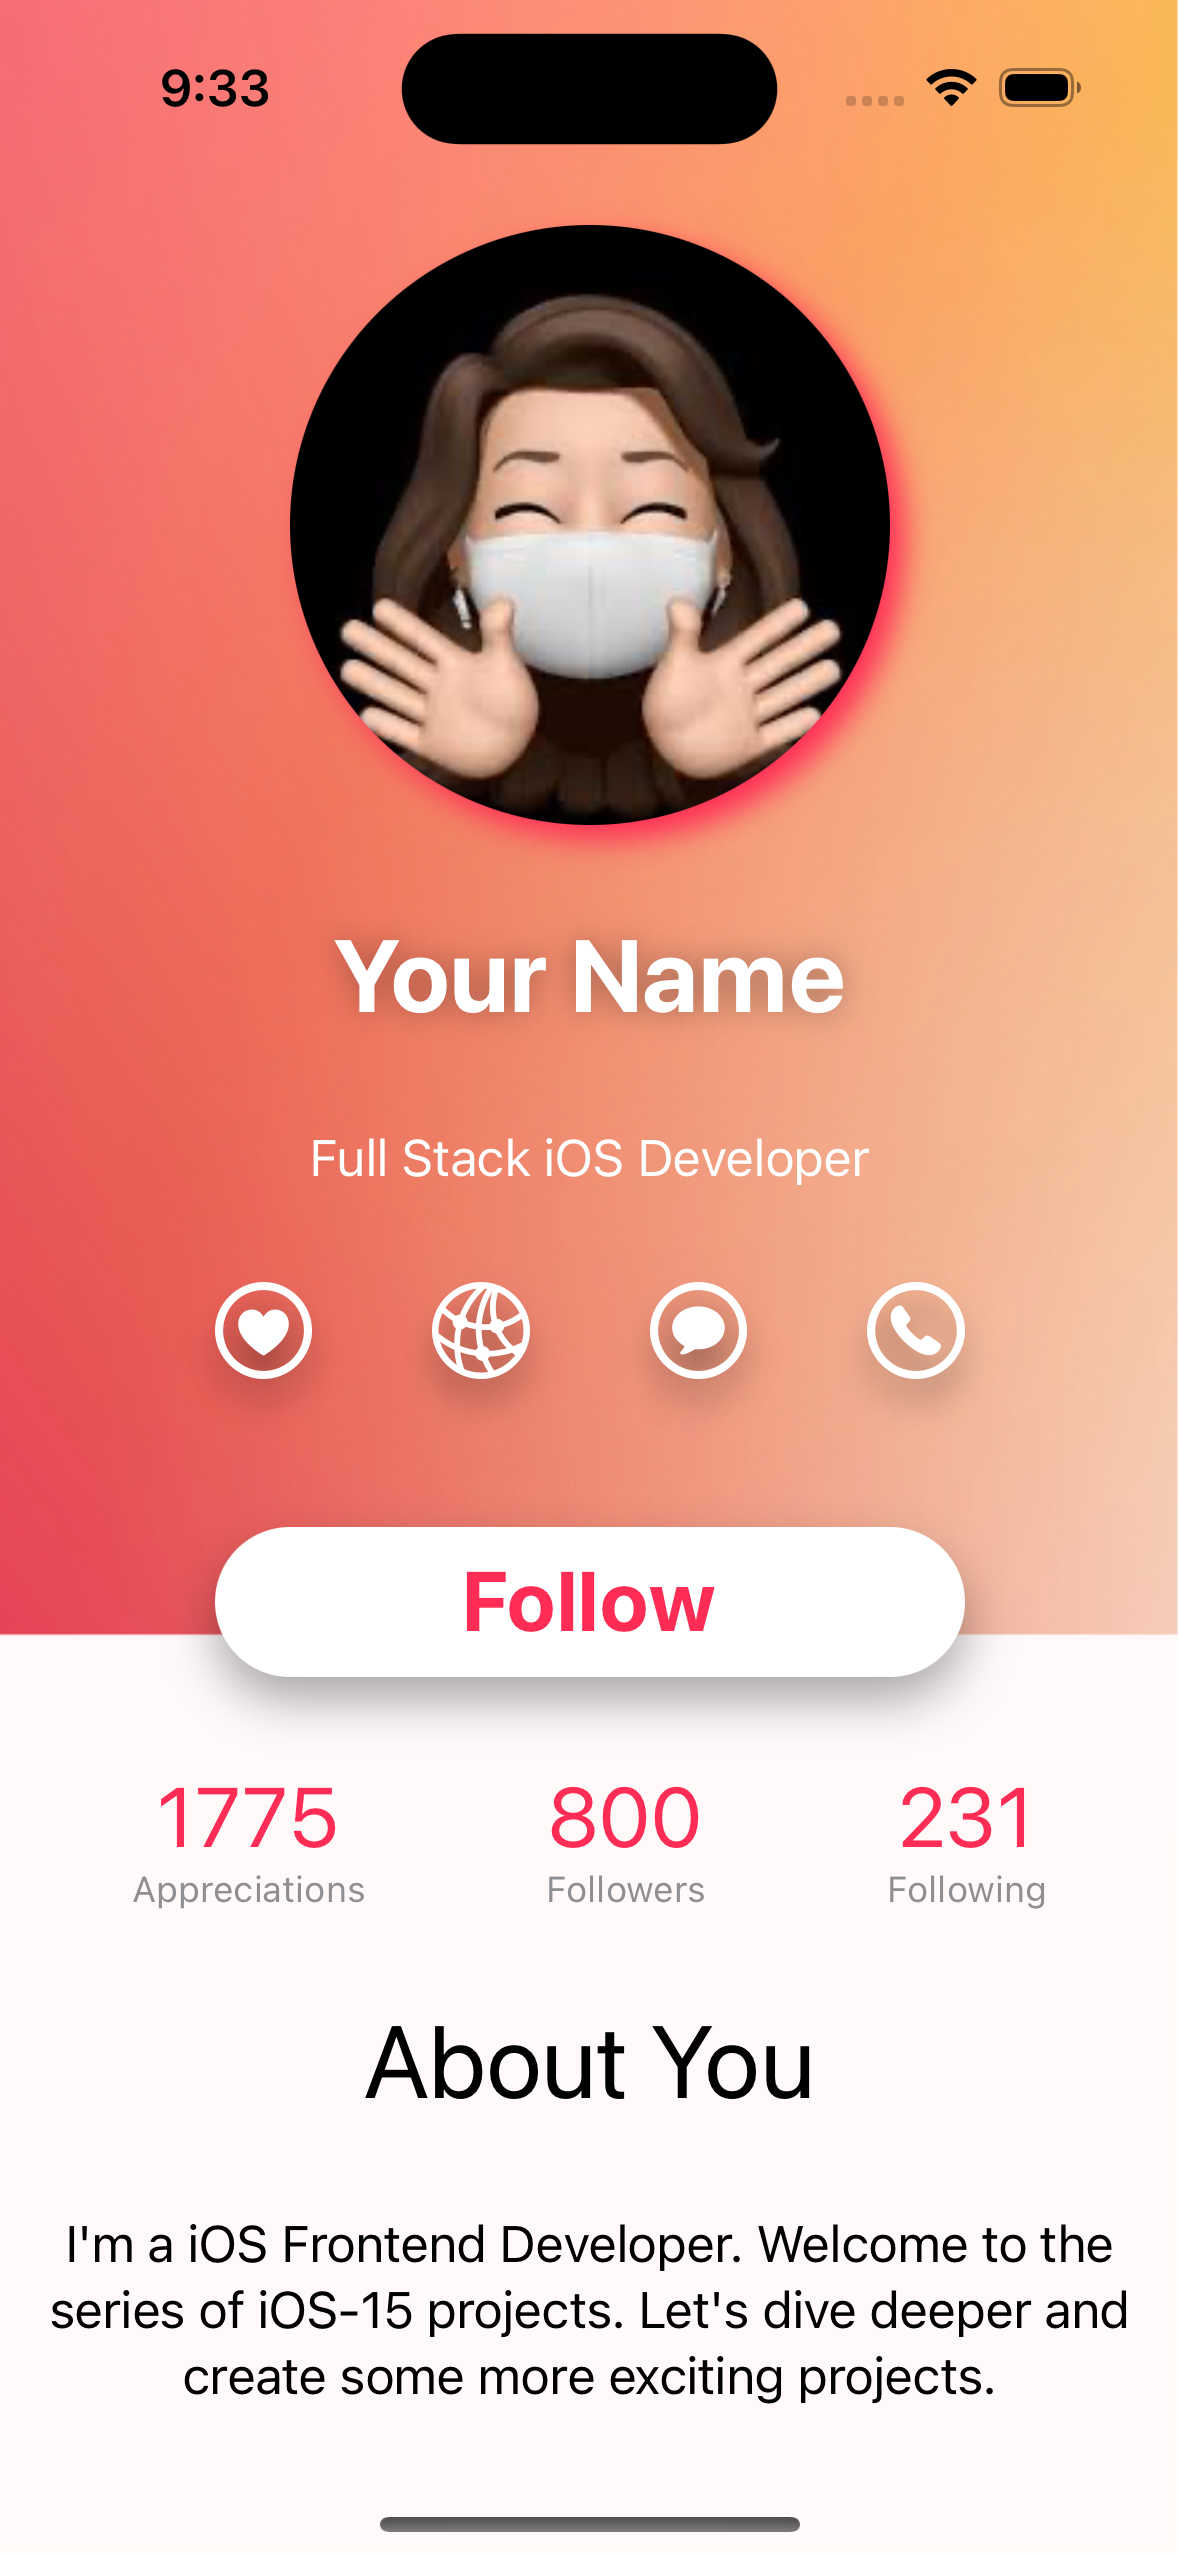 9:33
Your Name
Full Stack iOS Developer
Follow
1775 800 231
Appreciations Followers Following
About You
I'm a iOS Frontend Developer. Welcome to the
series of iOS-15 projects. Let's dive deeper and
create some more exciting projects.